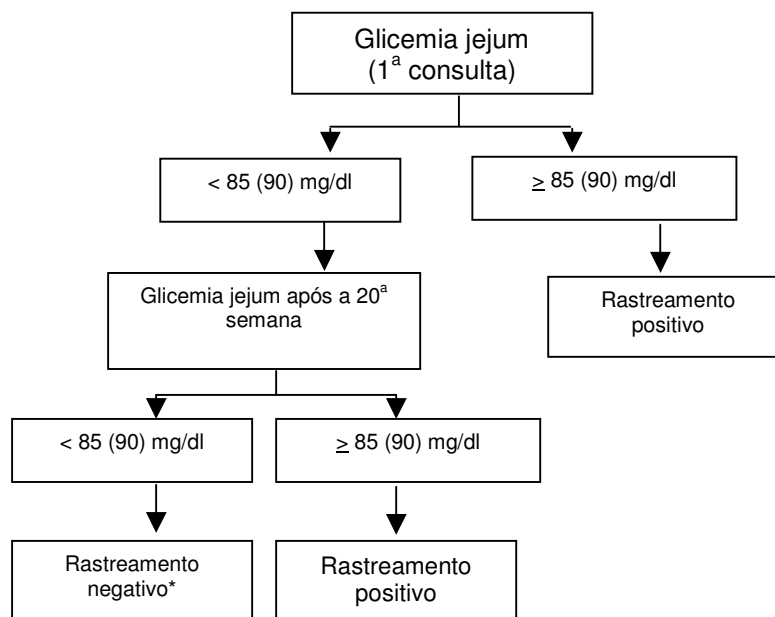 Glicemia jejum
(1ª consulta)
< 85 (90) mg/dl
≥ 85 (90) mg/dl
Glicemia jejum após a 20ª
semana
Rastreamento
positivo
< 85 (90) mg/dl
≥ 85 (90) mg/dl
Rastreamento
negativo*
Rastreamento
positivo